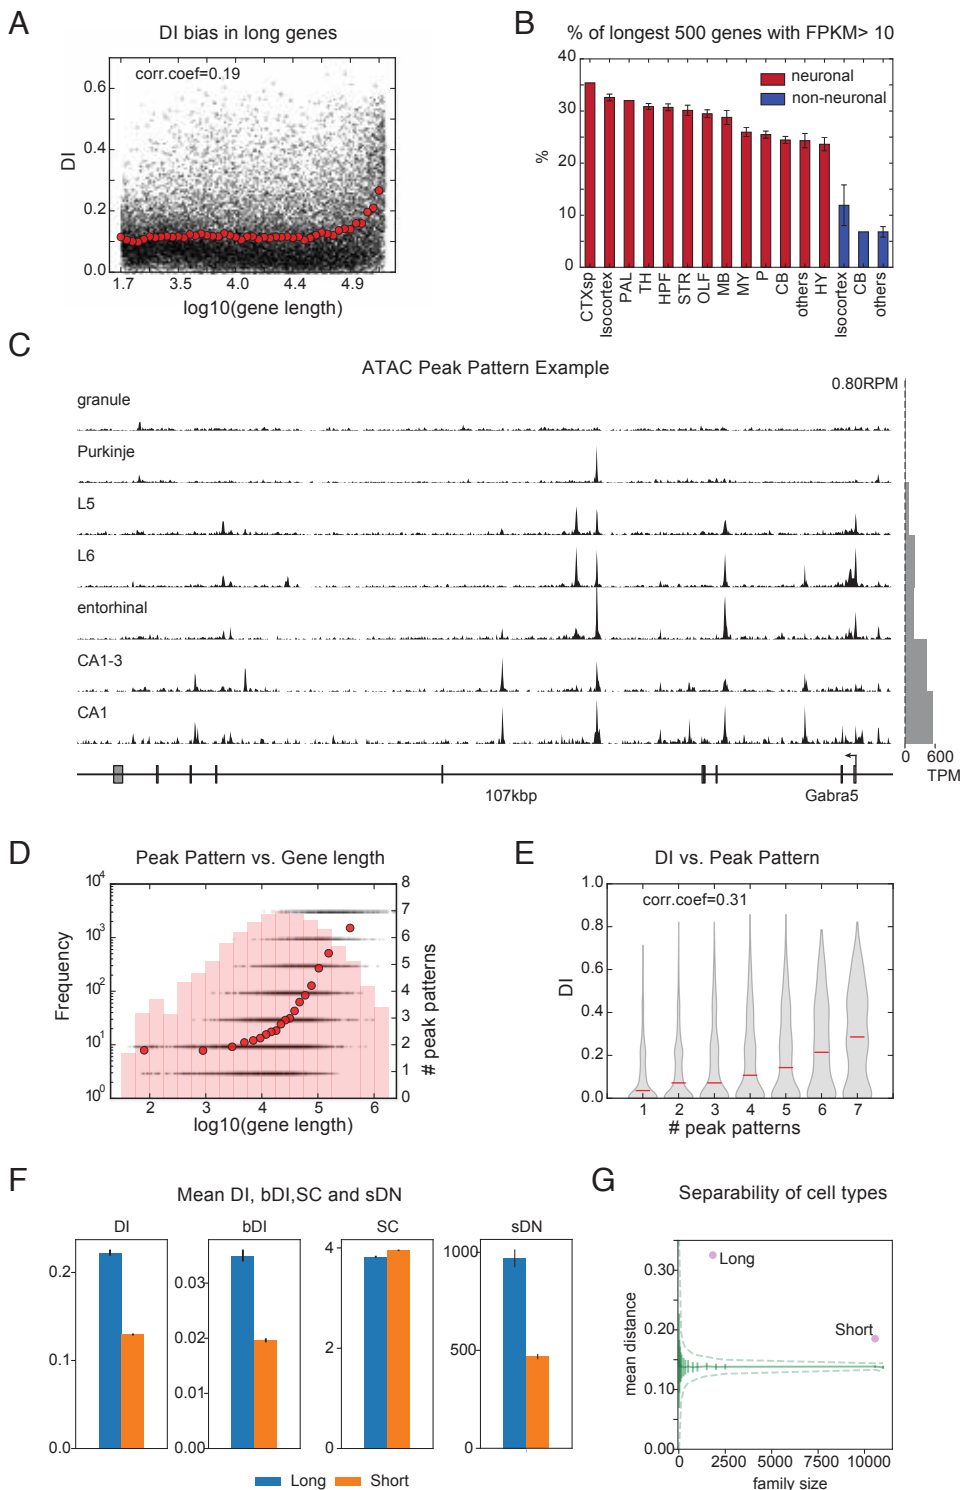 A
DI bias in long genes
corr.coef=0.19
DI
0.6
0.4
0.2
0.0
1.7 3.5 4.0 4.4 4.9
log10(gene length)
B
% of longest 500 genes with FPKM> 10
neuronal
non-neuronal
%
40
30
20
10
0
CTXsp
Isocortex
PAL
TH
HPF
STR
OLF
MB
MY
P
CB
others
HY
Isocortex
CB
others
C
ATAC Peak Pattern Example
0.80RPM
granule
Purkinje
L5
L6
entorhinal
CA1-3
CA1
0 600
TPM
107kbp
Gabra5
D
Peak Pattern vs. Gene length
Frequency
10^4
10^3
10^2
10^1
10^0
8
7
6
5
4
3
2
1
0
# peak patterns
2 3 4 5 6
log10(gene length)
E
DI vs. Peak Pattern
corr.coef=0.31
DI
1.0
0.8
0.6
0.4
0.2
0.0
1 2 3 4 5 6 7
# peak patterns
F
Mean DI, bDI,SC and sDN
DI
0.2
0.1
0.0
bDI
0.03
0.02
0.01
0.00
SC
4
2
0
sDN
1000
500
0
Long Short
G
Separability of cell types
mean distance
0.30
0.20
0.10
0.00
Long
Short
0 2500 5000 7500 10000
family size